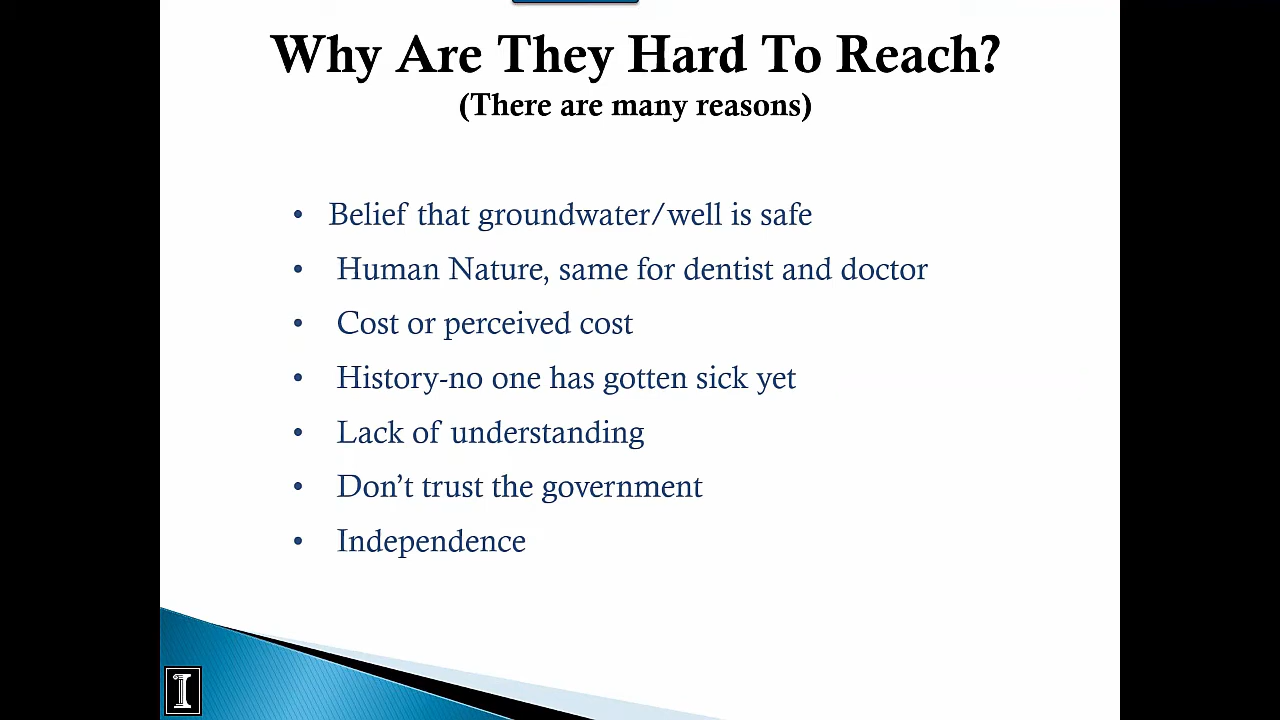 Why Are They Hard To Reach?
(There are many reasons)
• Belief that groundwater/well is safe
• Human Nature, same for dentist and doctor
• Cost or perceived cost
• History-no one has gotten sick yet
• Lack of understanding
• Don’t trust the government
• Independence
I